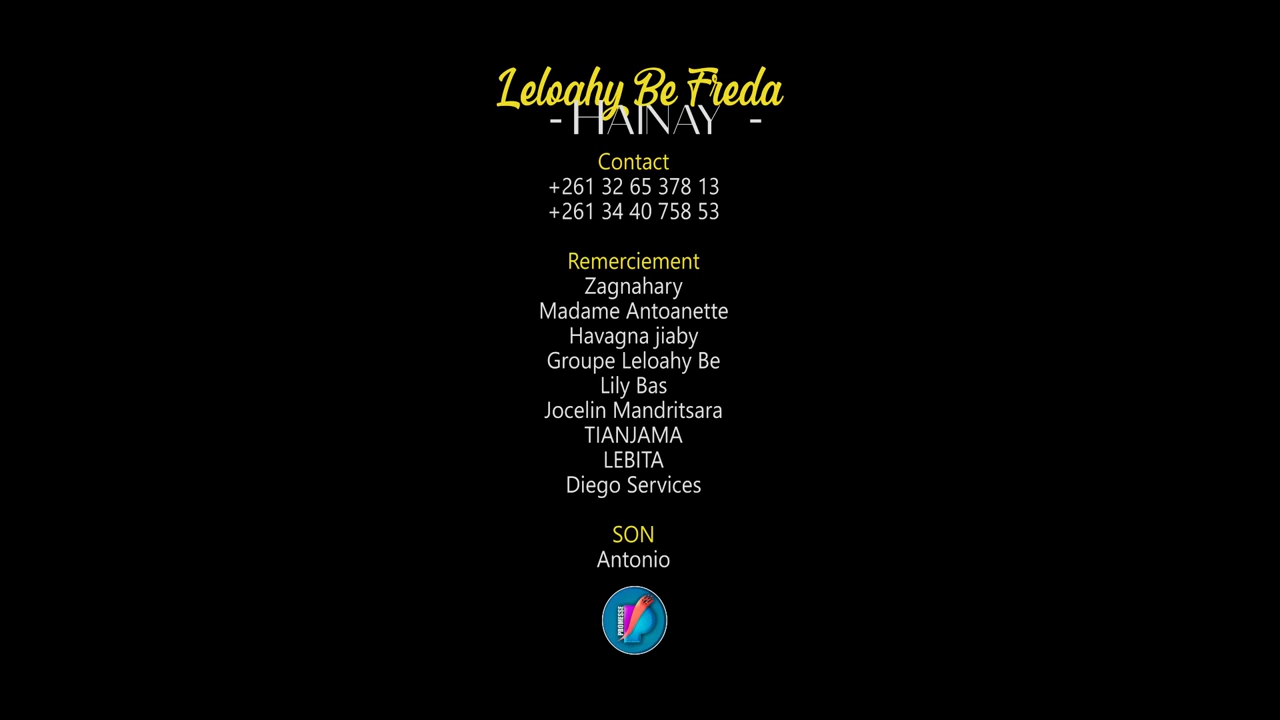 Leloahy Be Freda
- HAINAY -
Contact
+261 32 65 378 13
+261 34 40 758 53
Remerciement
Zagnahary
Madame Antoanette
Havagna jiaby
Groupe Leloahy Be
Lily Bas
Jocelin Mandritsara
TIANJAMA
LEBITA
Diego Services
SON
Antonio
PROMESSE